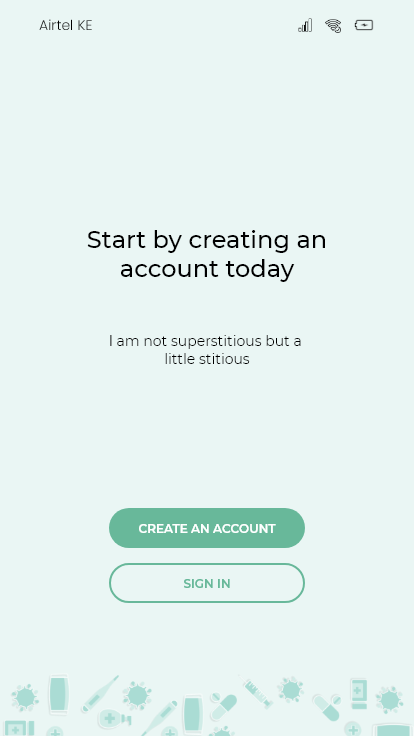 Airtel KE
Start by creating an
account today
I am not superstitious but a
little stitious
CREATE AN ACCOUNT
SIGN IN